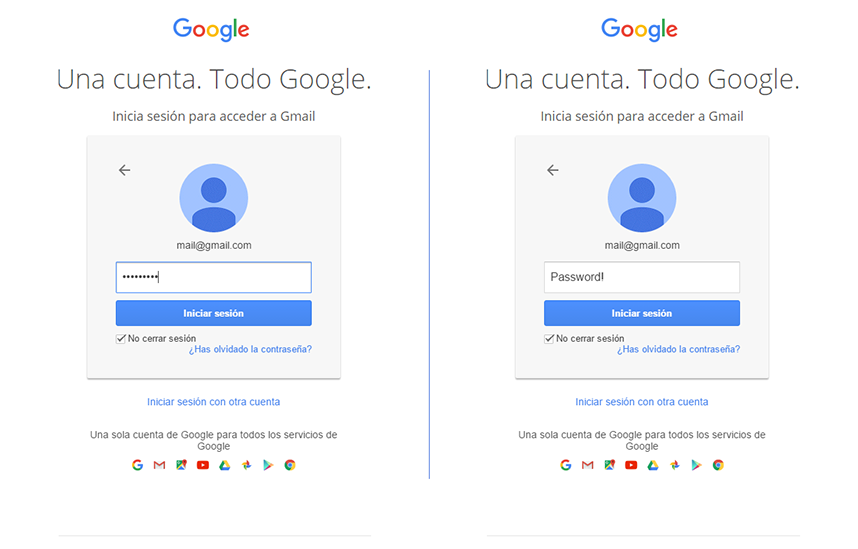 Google
Una cuenta. Todo Google.
Inicia sesión para acceder a Gmail
mail@gmail.com
•••••••••
Iniciar sesión
No cerrar sesión
¿Has olvidado la contraseña?
Iniciar sesión con otra cuenta
Una sola cuenta de Google para todos los servicios de
Google
Google
Una cuenta. Todo Google.
Inicia sesión para acceder a Gmail
mail@gmail.com
Password!
Iniciar sesión
No cerrar sesión
¿Has olvidado la contraseña?
Iniciar sesión con otra cuenta
Una sola cuenta de Google para todos los servicios de
Google